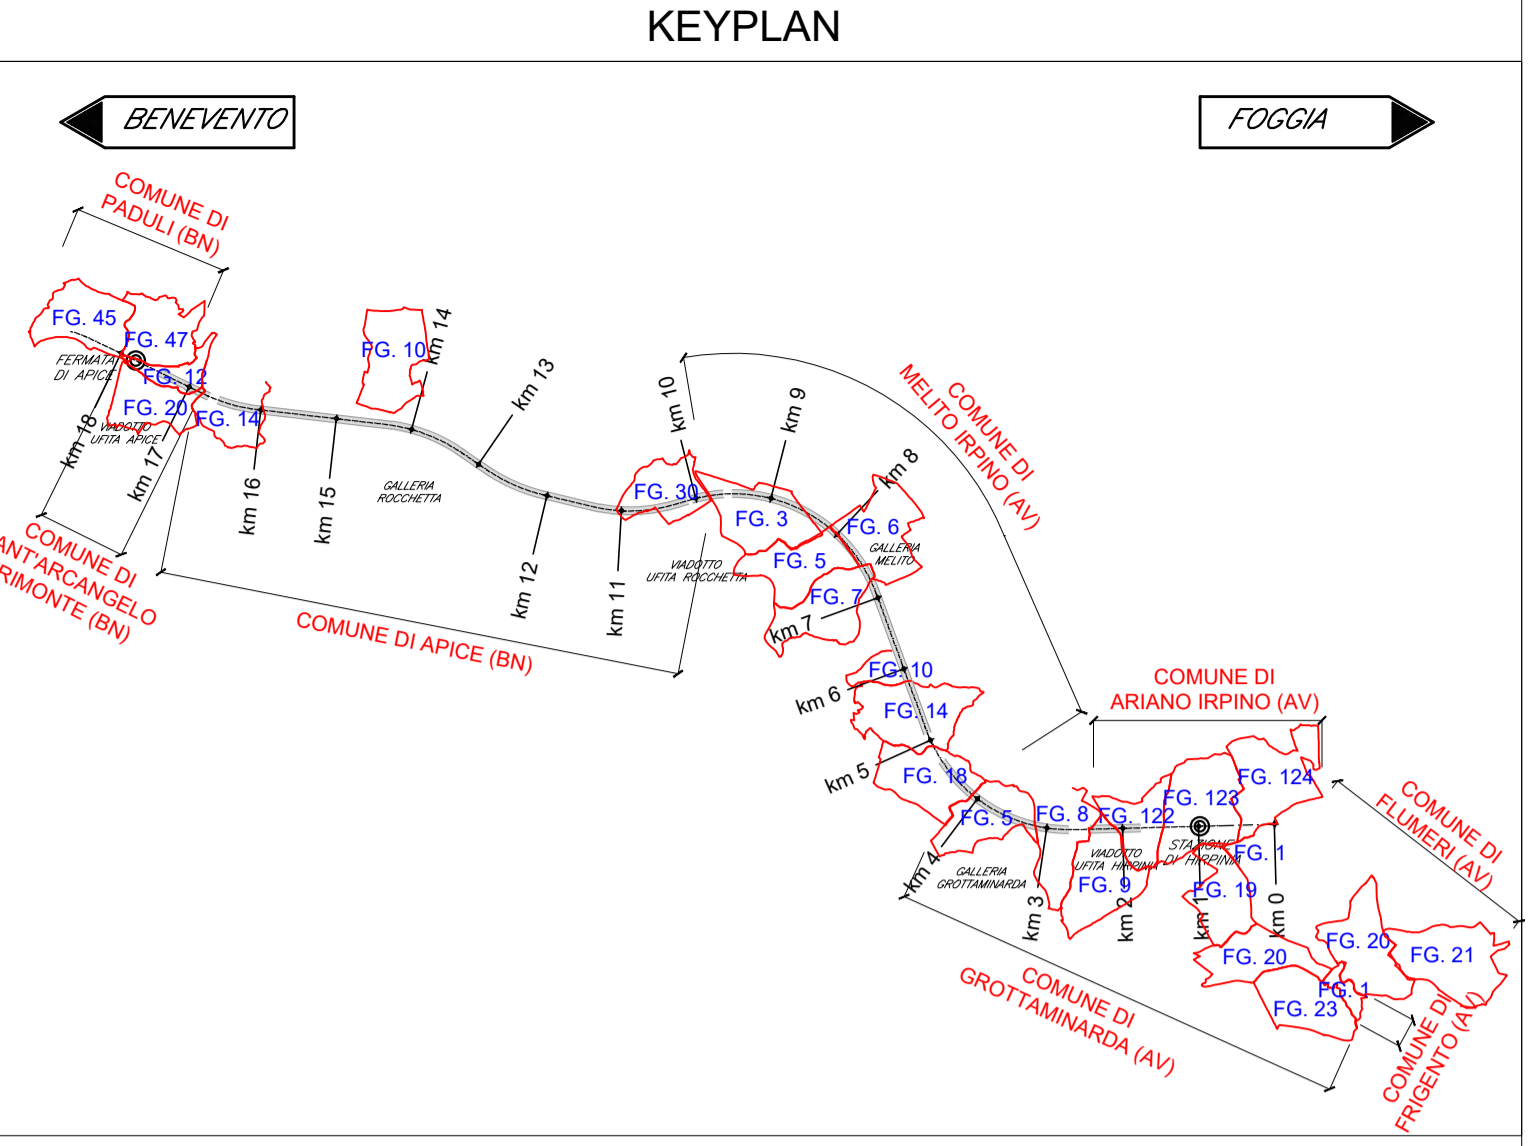 KEYPLAN
BENEVENTO
FOGGIA
COMUNE DI
PADULI (BN)
FG. 45
FG. 47
FERMATA
DI APICE
FG. 12
FG. 20
FG. 14
VIADOTTO
UFITA APICE
km 18
km 17
km 16
km 15
FG. 10
km 14
km 13
GALLERIA
ROCCHETTA
km 12
km 11
COMUNE DI
ANT'ARCANGELO
RIMONTE (BN)
COMUNE DI APICE (BN)
km 10
km 9
km 8
COMUNE DI
MELITO IRPINO (AV)
FG. 30
FG. 3
FG. 6
GALLERIA
MELITO
FG. 5
VIADOTTO
UFITA ROCCHETTA
FG. 7
km 7
FG. 10
km 6
FG. 14
km 5
FG. 18
FG. 5
km 4
GALLERIA
GROTTAMINARDA
COMUNE DI
ARIANO IRPINO (AV)
FG. 8
FG. 122
FG. 123
FG. 124
VIADOTTO
UFITA HIRPINIA
STAZIONE
DI HIRPINIA
FG. 1
FG. 9
FG. 19
km 3
km 2
km 1
km 0
COMUNE DI
FLUMERI (AV)
FG. 20
FG. 20
FG. 21
FG. 1
FG. 23
COMUNE DI
GROTTAMINARDA (AV)
COMUNE DI
FRIGENTO (AV)